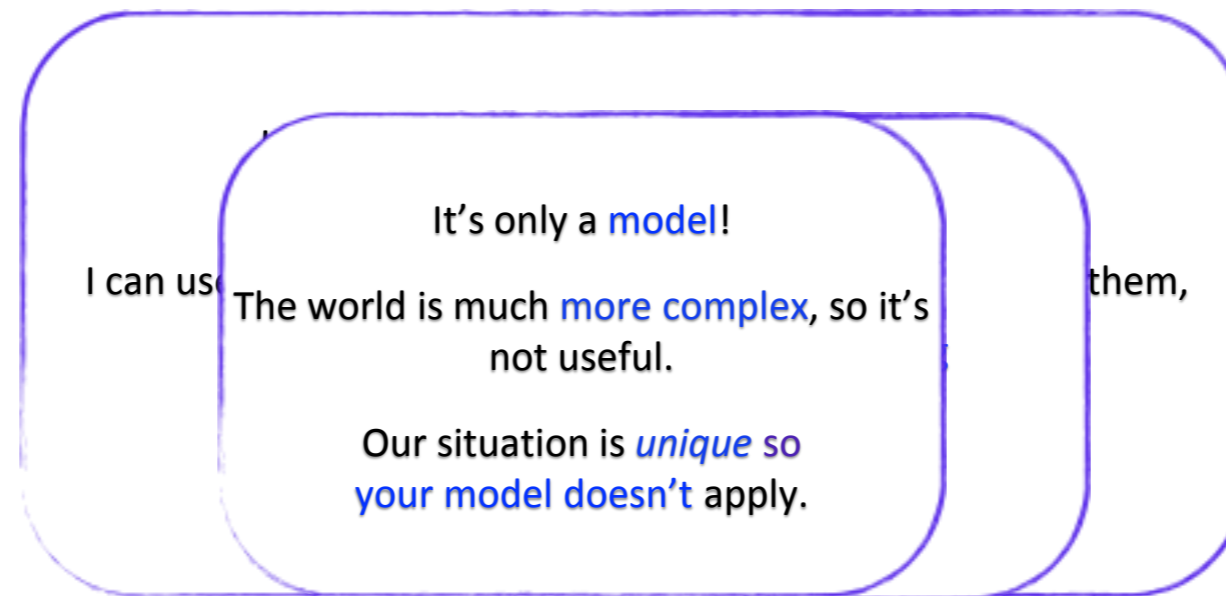 It’s only a model!
I can use them,
The world is much more complex, so it’s
not useful.
Our situation is unique so
your model doesn’t apply.